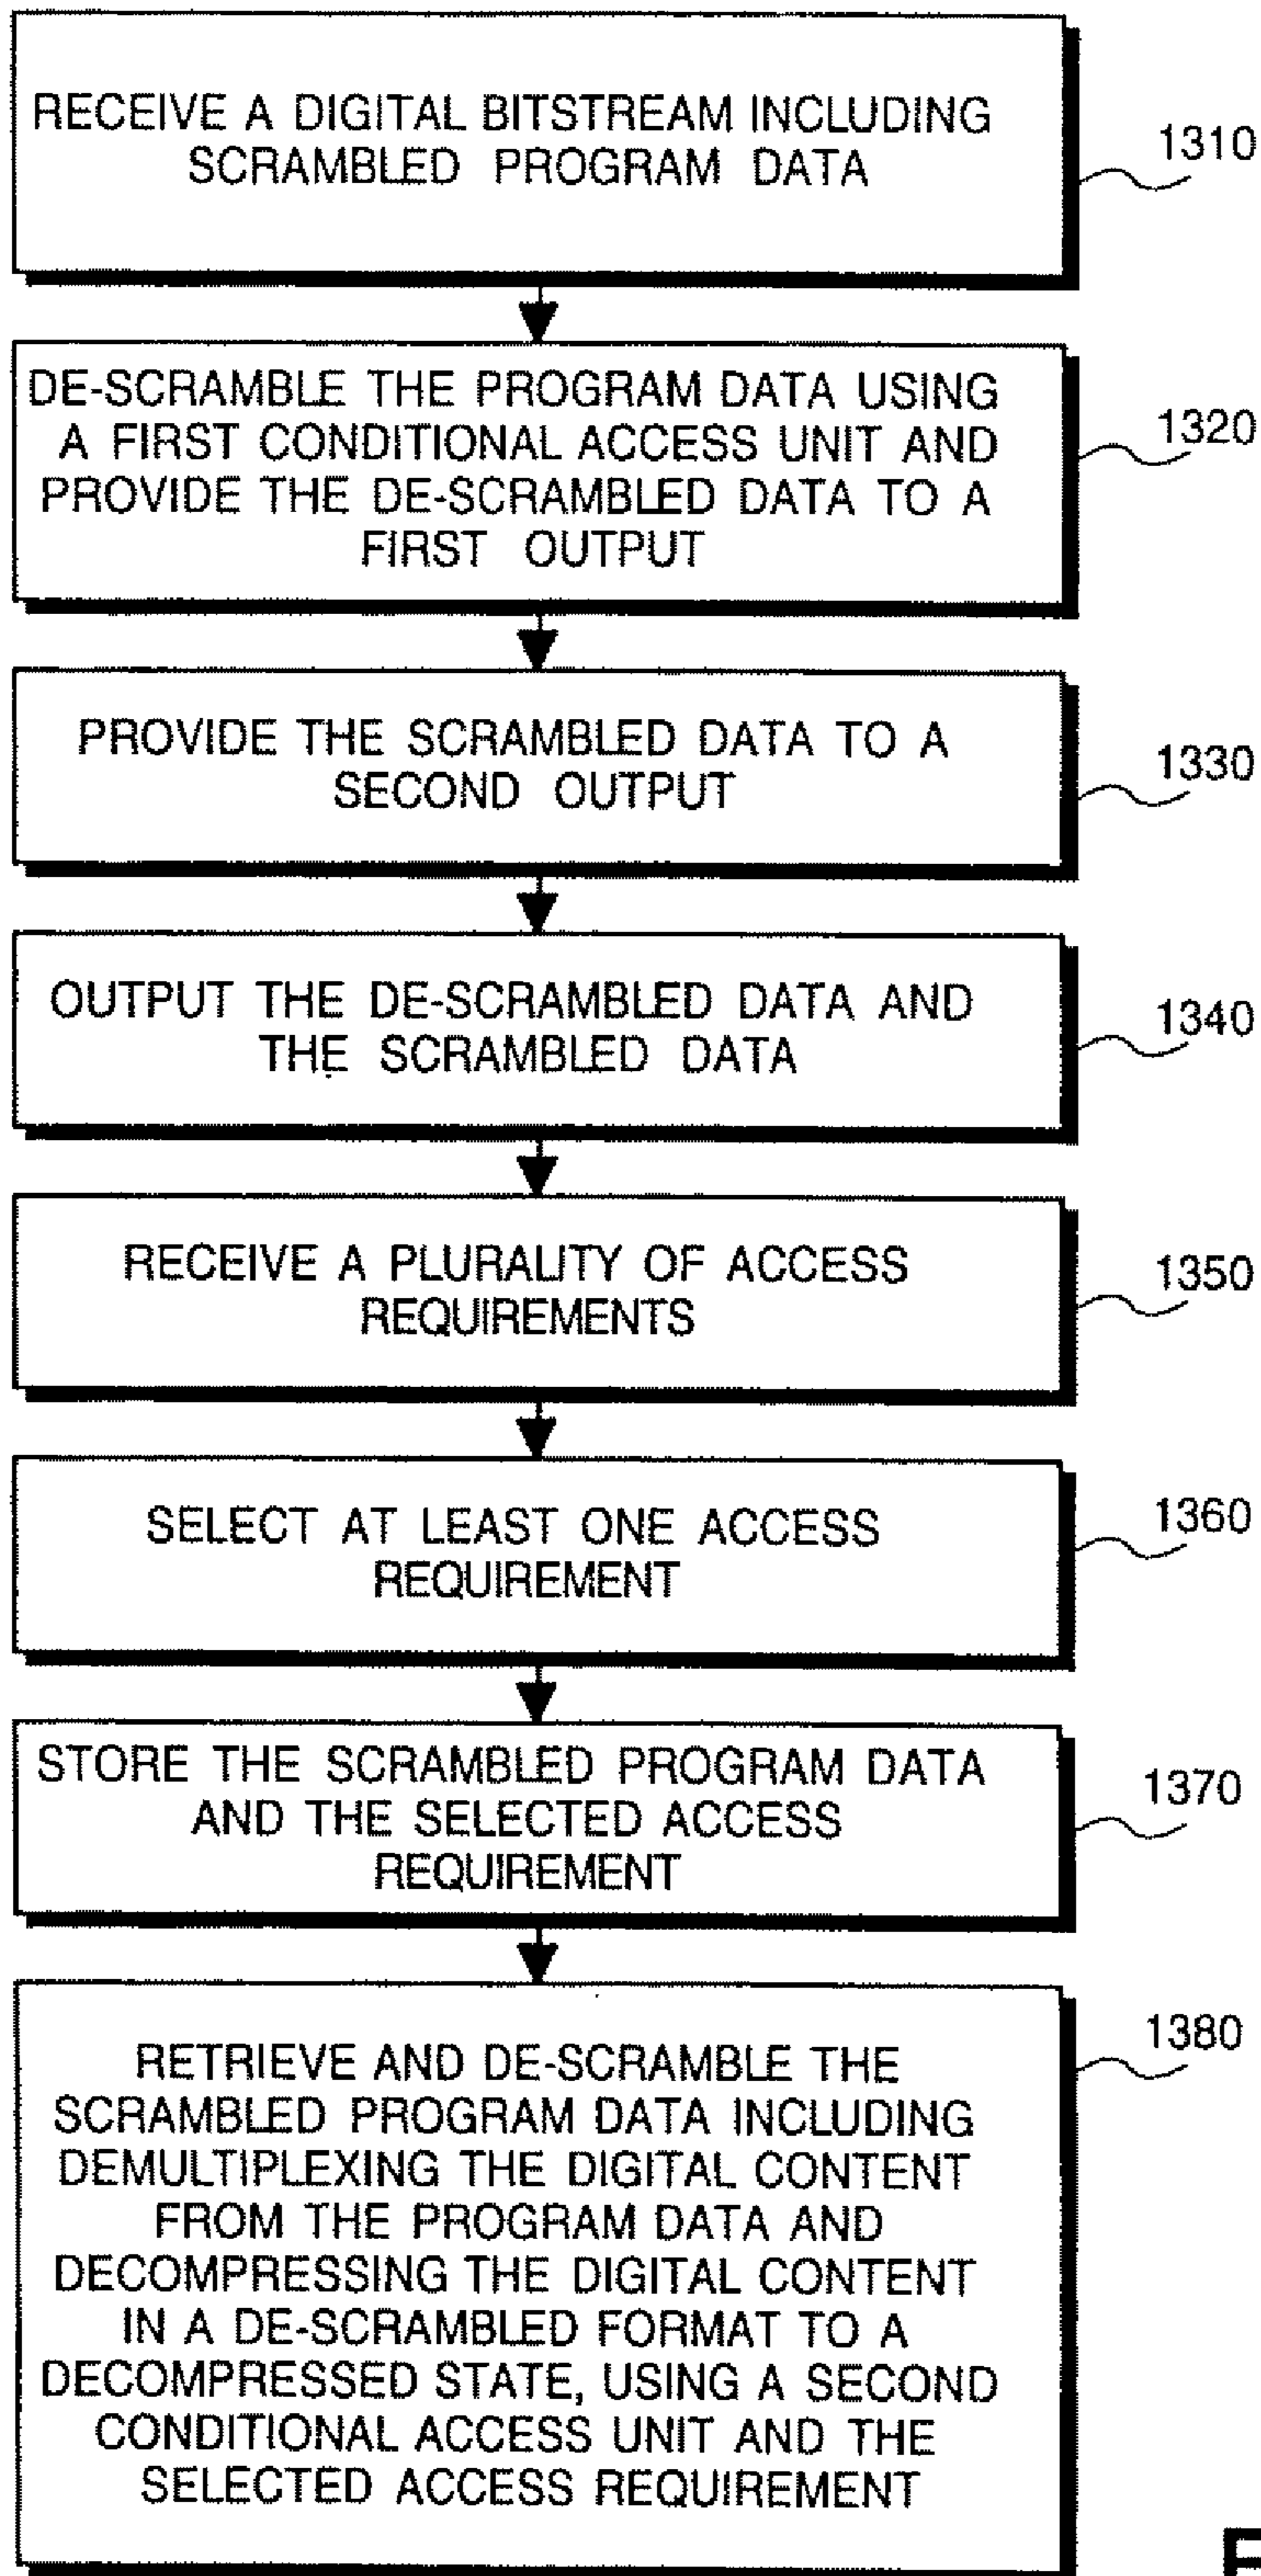 RECEIVE A DIGITAL BITSTREAM INCLUDING
SCRAMBLED PROGRAM DATA
1310
DE-SCRAMBLE THE PROGRAM DATA USING
A FIRST CONDITIONAL ACCESS UNIT AND
PROVIDE THE DE-SCRAMBLED DATA TO A
FIRST OUTPUT
1320
PROVIDE THE SCRAMBLED DATA TO A
SECOND OUTPUT
1330
OUTPUT THE DE-SCRAMBLED DATA AND
THE SCRAMBLED DATA
1340
RECEIVE A PLURALITY OF ACCESS
REQUIREMENTS
1350
SELECT AT LEAST ONE ACCESS
REQUIREMENT
1360
STORE THE SCRAMBLED PROGRAM DATA
AND THE SELECTED ACCESS
REQUIREMENT
1370
RETRIEVE AND DE-SCRAMBLE THE
SCRAMBLED PROGRAM DATA INCLUDING
DEMULTIPLEXING THE DIGITAL CONTENT
FROM THE PROGRAM DATA AND
DECOMPRESSING THE DIGITAL CONTENT
IN A DE-SCRAMBLED FORMAT TO A
DECOMPRESSED STATE, USING A SECOND
CONDITIONAL ACCESS UNIT AND THE
SELECTED ACCESS REQUIREMENT
1380